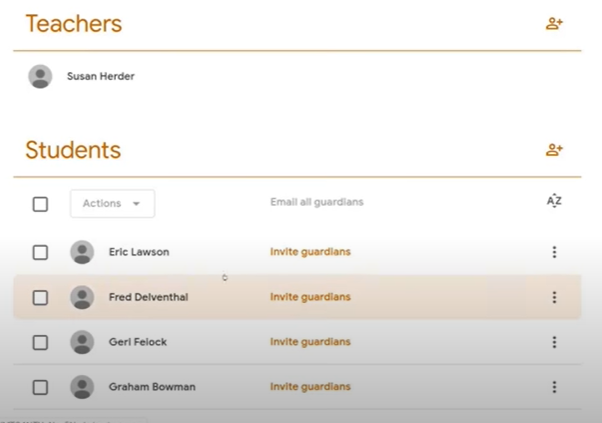 Teachers
Susan Herder
Students
Actions
Email all guardians
AZ
Eric Lawson
Invite guardians
Fred Delventhal
Invite guardians
Geri Felock
Invite guardians
Graham Bowman
Invite guardians